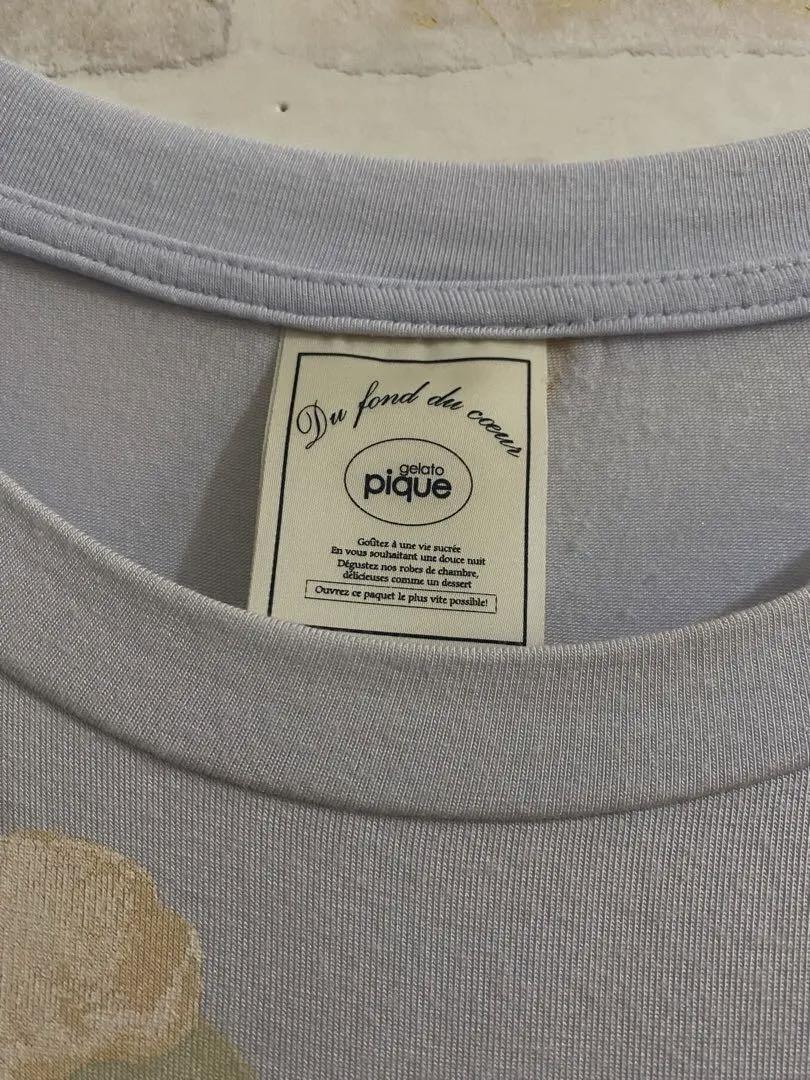 Du fond du cœur
gelato
pique
Goûtez à une vie sucrée
En vous souhaitant une douce nuit
Dégustez nos robes de chambre,
délicieuses comme un dessert
Ouvrez ce paquet le plus vite possible!